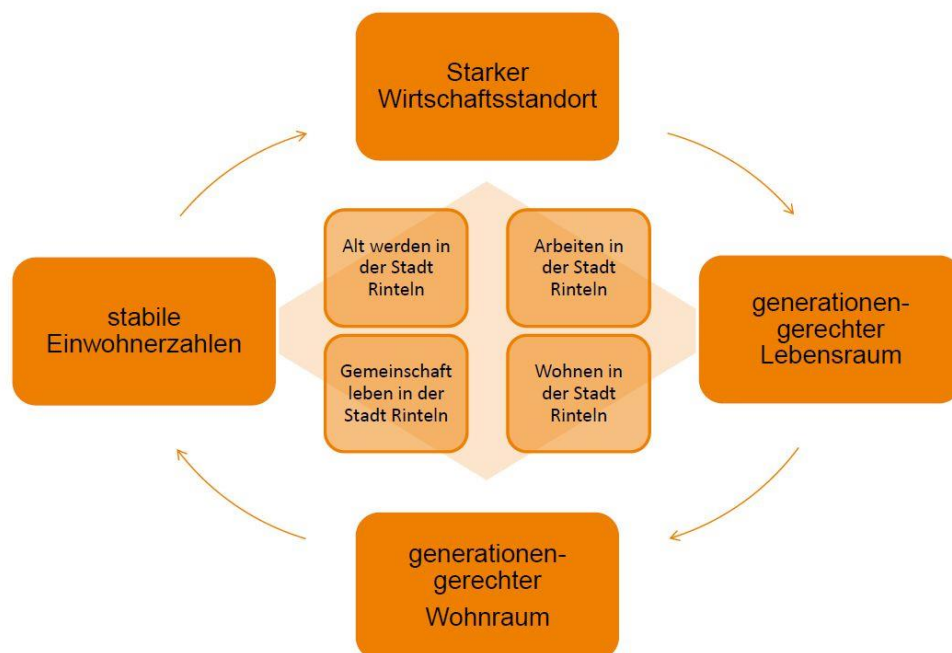 Starker
Wirtschaftsstandort
Alt werden in
der Stadt
Rinteln
Arbeiten in
der Stadt
Rinteln
stabile
Einwohnerzahlen
generationen-
gerechter
Lebensraum
Gemeinschaft
leben in der
Stadt Rinteln
Wohnen in
der Stadt
Rinteln
generationen-
gerechter
Wohnraum